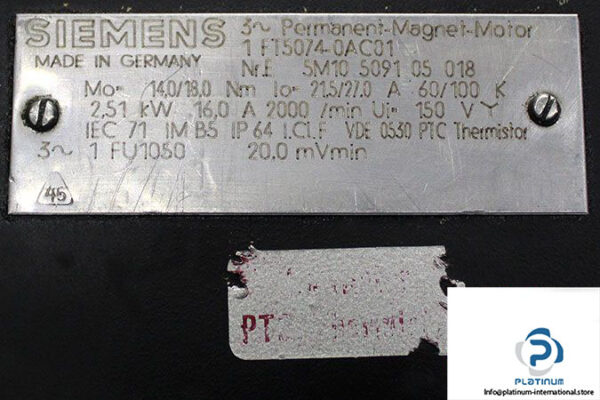 SIEMENS 3~ Permanent-Magnet-Motor
1 FT5074-0AC01
MADE IN GERMANY Nr.E 5M10 5091 05 018
Mo= 14,0/18,0 Nm Io= 21,5/27,0 A 60/100 K
2,51 kW 16,0 A 2000 /min Ui= 150 V Y
IEC 71 IM B5 IP 64 I.Cl.F VDE 0530 PTC Thermistor
3~ 1 FU1050 20.0 mVmin
45
PT
PLATINUM
Info@platinum-international.store